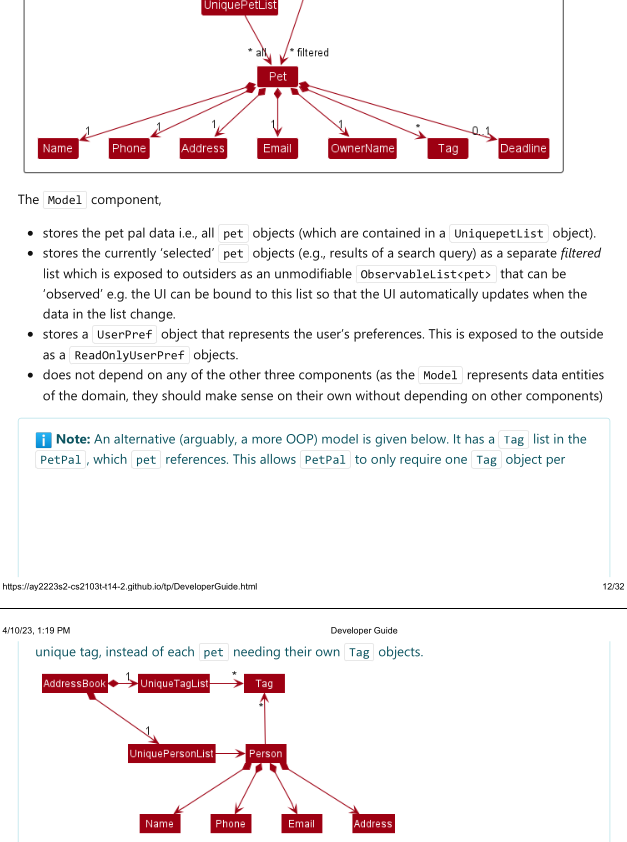 UniquePetList
* all
* filtered
Pet
1
1
1
1
1
*
0..1
Name
Phone
Address
Email
OwnerName
Tag
Deadline
The Model component,
• stores the pet pal data i.e., all pet objects (which are contained in a UniquepetList object).
• stores the currently ‘selected’ pet objects (e.g., results of a search query) as a separate filtered
list which is exposed to outsiders as an unmodifiable ObservableList<pet> that can be
‘observed’ e.g. the UI can be bound to this list so that the UI automatically updates when the
data in the list change.
• stores a UserPref object that represents the user’s preferences. This is exposed to the outside
as a ReadOnlyUserPref objects.
• does not depend on any of the other three components (as the Model represents data entities
of the domain, they should make sense on their own without depending on other components)
i Note: An alternative (arguably, a more OOP) model is given below. It has a Tag list in the
PetPal , which pet references. This allows PetPal to only require one Tag object per
https://ay2223s2-cs2103t-t14-2.github.io/tp/DeveloperGuide.html
12/32
4/10/23, 1:19 PM
Developer Guide
unique tag, instead of each pet needing their own Tag objects.
AddressBook
1
UniqueTagList
*
Tag
*
1
UniquePersonList
Person
Name
Phone
Email
Address